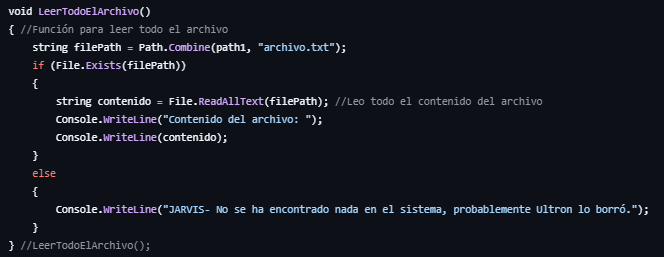 void LeerTodoElArchivo()
{ //Función para leer todo el archivo
    string filePath = Path.Combine(path1, "archivo.txt");
    if (File.Exists(filePath))
    {
        string contenido = File.ReadAllText(filePath); //Leo todo el contenido del archivo
        Console.WriteLine("Contenido del archivo: ");
        Console.WriteLine(contenido);
    }
    else
    {
        Console.WriteLine("JARVIS- No se ha encontrado nada en el sistema, probablemente Ultron lo borró.");
    }
} //LeerTodoElArchivo();